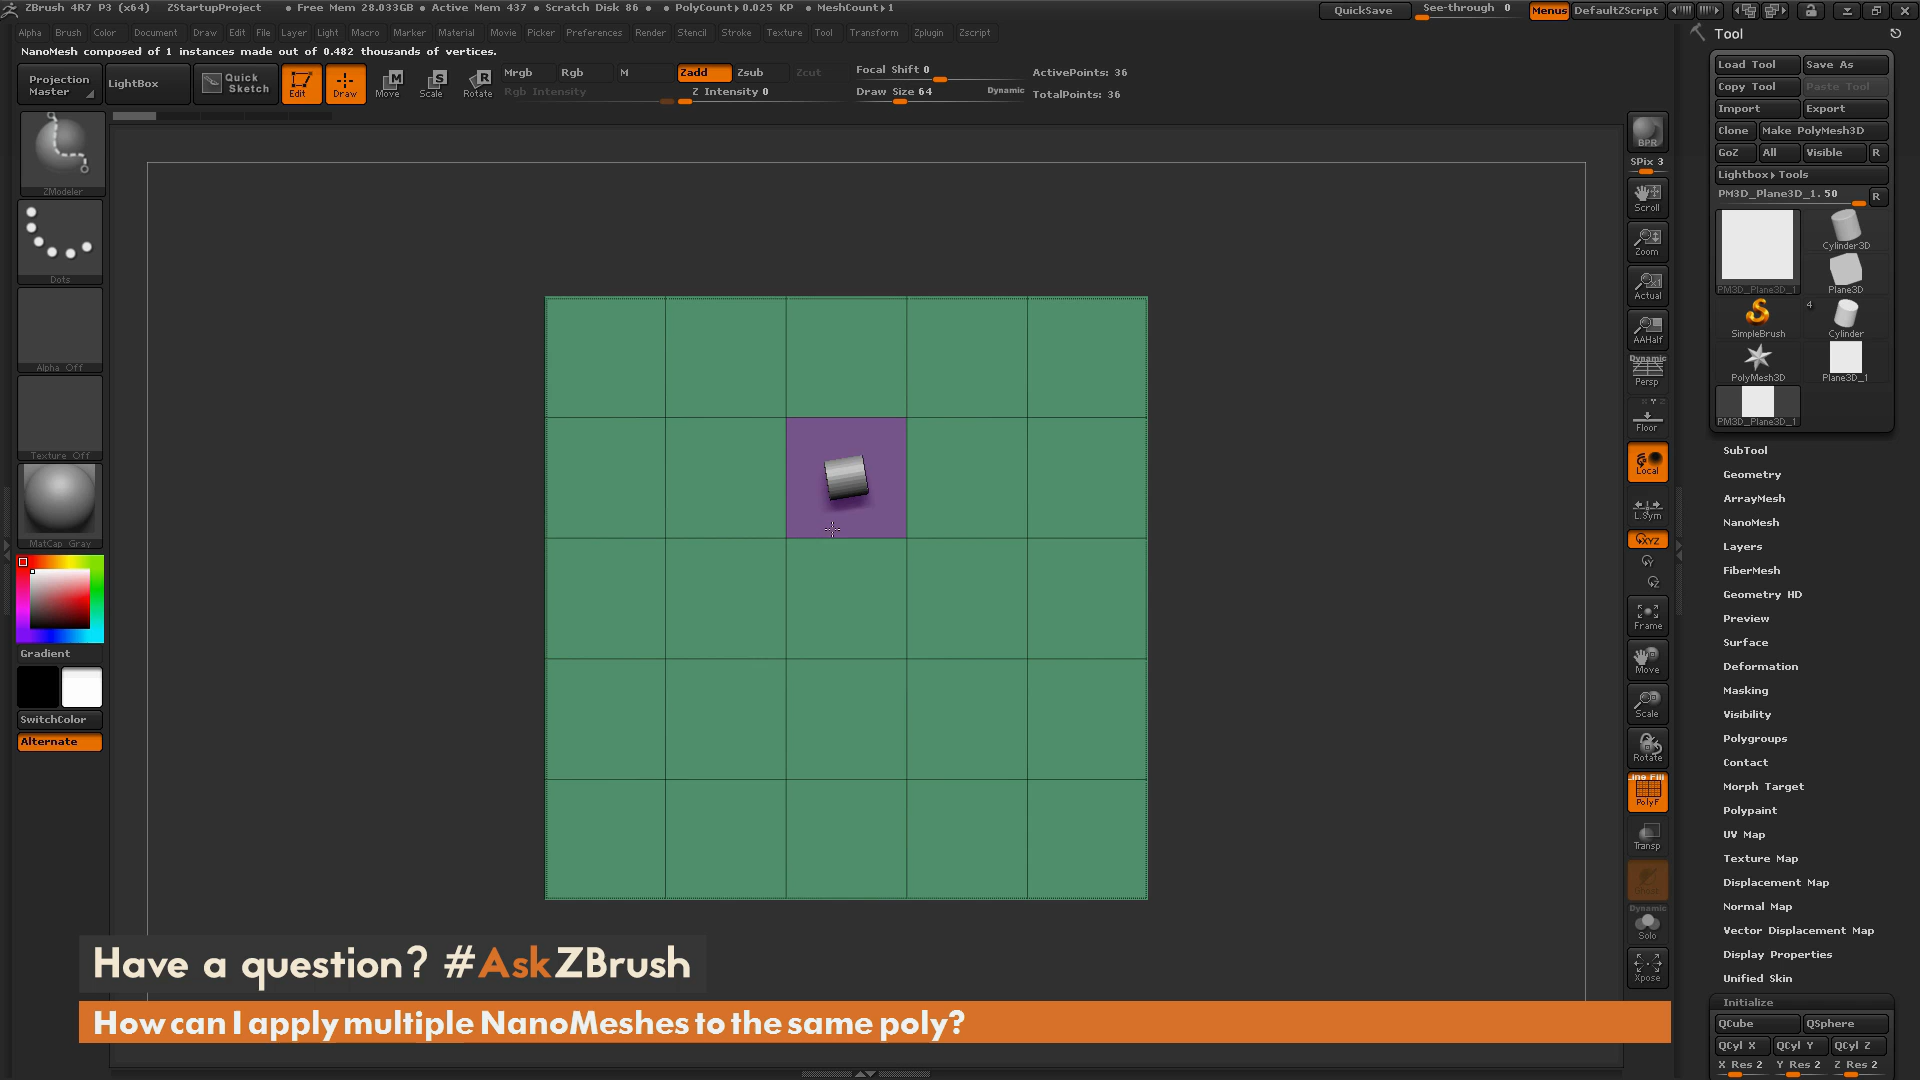 ZBrush 4R7 P3 (x64) ZStartupProject • Free Mem 28.033GB • Active Mem 437 • Scratch Disk 86 • PolyCount▸0.025 KP • MeshCount▸1 QuickSave See-through 0 Menus DefaultZScript
Alpha Brush Color Document Draw Edit File Layer Light Macro Marker Material Movie Picker Preferences Render Stencil Stroke Texture Tool Transform Zplugin Zscript
NanoMesh composed of 1 instances made out of 0.482 thousands of vertices.
Projection Master
LightBox
Quick Sketch
Edit
Draw
Move
Scale
Rotate
Mrgb Rgb M Zadd Zsub Zcut
Rgb Intensity Z Intensity 0
Focal Shift 0
Draw Size 64 Dynamic
ActivePoints: 36
TotalPoints: 36
ZModeler
Dots
Alpha Off
Texture Off
MatCap Gray
Gradient
SwitchColor
Alternate
BPR
SPix 3
Scroll
Zoom
Actual
AAHalf
Dynamic
Persp
Floor
Local
L.Sym
XYZ
Y
Z
Frame
Move
Scale
Rotate
Line Fill
PolyF
Transp
Ghost
Dynamic
Solo
Xpose
Tool
Load Tool Save As
Copy Tool Paste Tool
Import Export
Clone Make PolyMesh3D
GoZ All Visible R
Lightbox▸Tools
PM3D_Plane3D_1. 50 R
PM3D_Plane3D_1
Cylinder3D
Plane3D
SimpleBrush
4
Cylinder
PolyMesh3D
Plane3D_1
PM3D_Plane3D_1
SubTool
Geometry
ArrayMesh
NanoMesh
Layers
FiberMesh
Geometry HD
Preview
Surface
Deformation
Masking
Visibility
Polygroups
Contact
Morph Target
Polypaint
UV Map
Texture Map
Displacement Map
Normal Map
Vector Displacement Map
Display Properties
Unified Skin
Initialize
QCube QSphere
QCyl X QCyl Y QCyl Z
X Res 2 Y Res 2 Z Res 2
Have a question? #AskZBrush
How can I apply multiple NanoMeshes to the same poly?